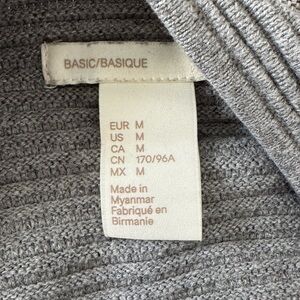 BASIC/BASIQUE
EUR M
US M
CA M
CN 170/96A
MX M
Made in
Myanmar
Fabriqué en
Birmanie